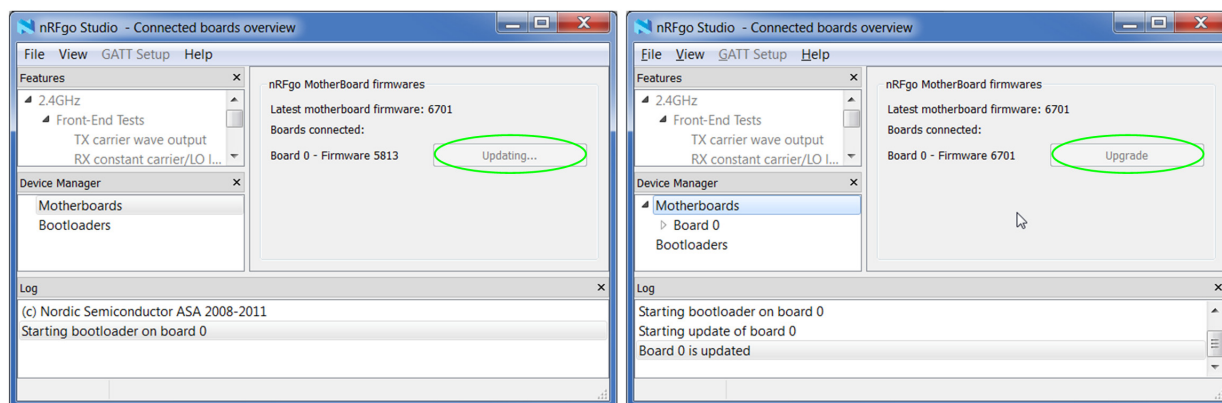 nRFgo Studio - Connected boards overview
File View GATT Setup Help
Features
2.4GHz
Front-End Tests
TX carrier wave output
RX constant carrier/LO l...
Device Manager
Motherboards
Bootloaders
nRFgo MotherBoard firmwares
Latest motherboard firmware: 6701
Boards connected:
Board 0 - Firmware 5813 Updating...
Log
(c) Nordic Semiconductor ASA 2008-2011
Starting bootloader on board 0
nRFgo Studio - Connected boards overview
File View GATT Setup Help
Features
2.4GHz
Front-End Tests
TX carrier wave output
RX constant carrier/LO l...
Device Manager
Motherboards
Board 0
Bootloaders
nRFgo MotherBoard firmwares
Latest motherboard firmware: 6701
Boards connected:
Board 0 - Firmware 6701 Upgrade
Log
Starting bootloader on board 0
Starting update of board 0
Board 0 is updated